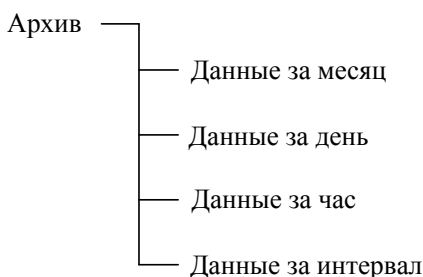 Архив
Данные за месяц
Данные за день
Данные за час
Данные за интервал